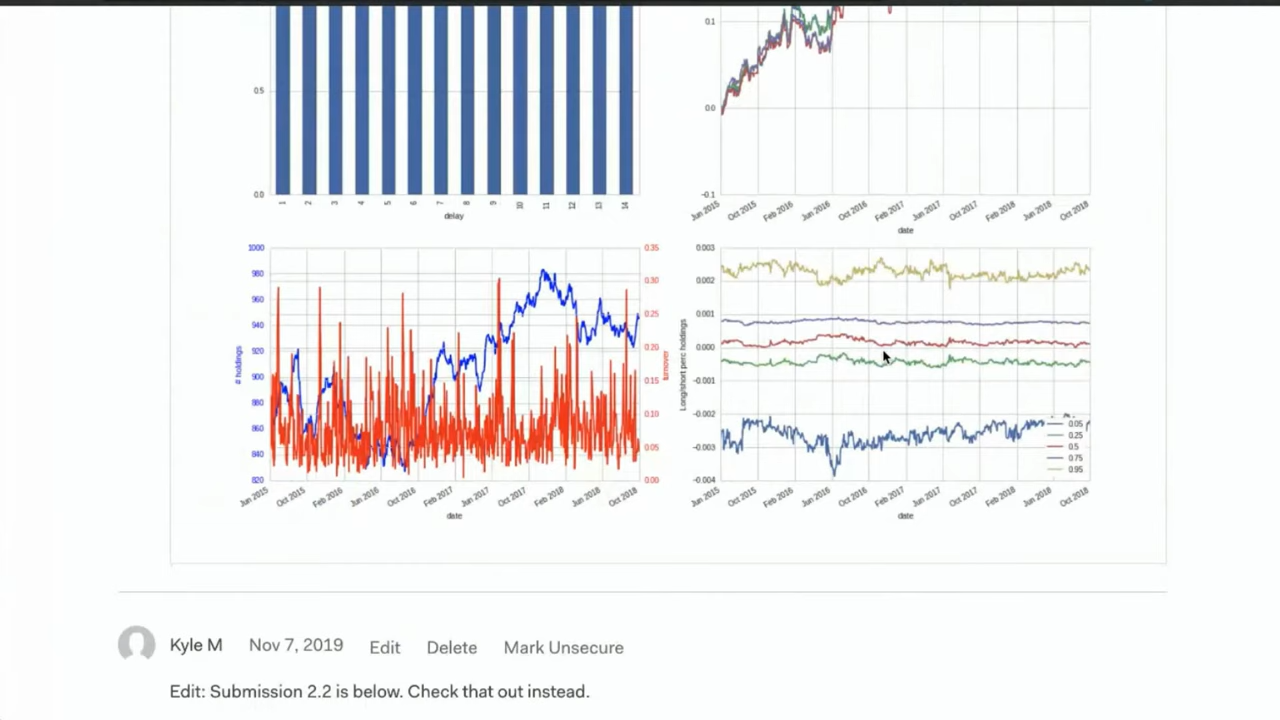 0.5
0.0
1 2 3 4 5 6 7 8 9 10 11 12 13 14
delay
0.1
0.0
-0.1
Jun 2015 Oct 2015 Feb 2016 Jun 2016 Oct 2016 Feb 2017 Jun 2017 Oct 2017 Feb 2018 Jun 2018 Oct 2018
date
1000
980
960
940
920
900
880
860
840
820
# holdings
0.35
0.30
0.25
0.20
0.15
0.10
0.05
0.00
turnover
Jun 2015 Oct 2015 Feb 2016 Jun 2016 Oct 2016 Feb 2017 Jun 2017 Oct 2017 Feb 2018 Jun 2018 Oct 2018
date
0.003
0.002
0.001
0.000
-0.001
-0.002
-0.003
-0.004
Long/short perc holdings
0.05
0.25
0.5
0.75
0.95
Jun 2015 Oct 2015 Feb 2016 Jun 2016 Oct 2016 Feb 2017 Jun 2017 Oct 2017 Feb 2018 Jun 2018 Oct 2018
date
Kyle M Nov 7, 2019 Edit Delete Mark Unsecure
Edit: Submission 2.2 is below. Check that out instead.